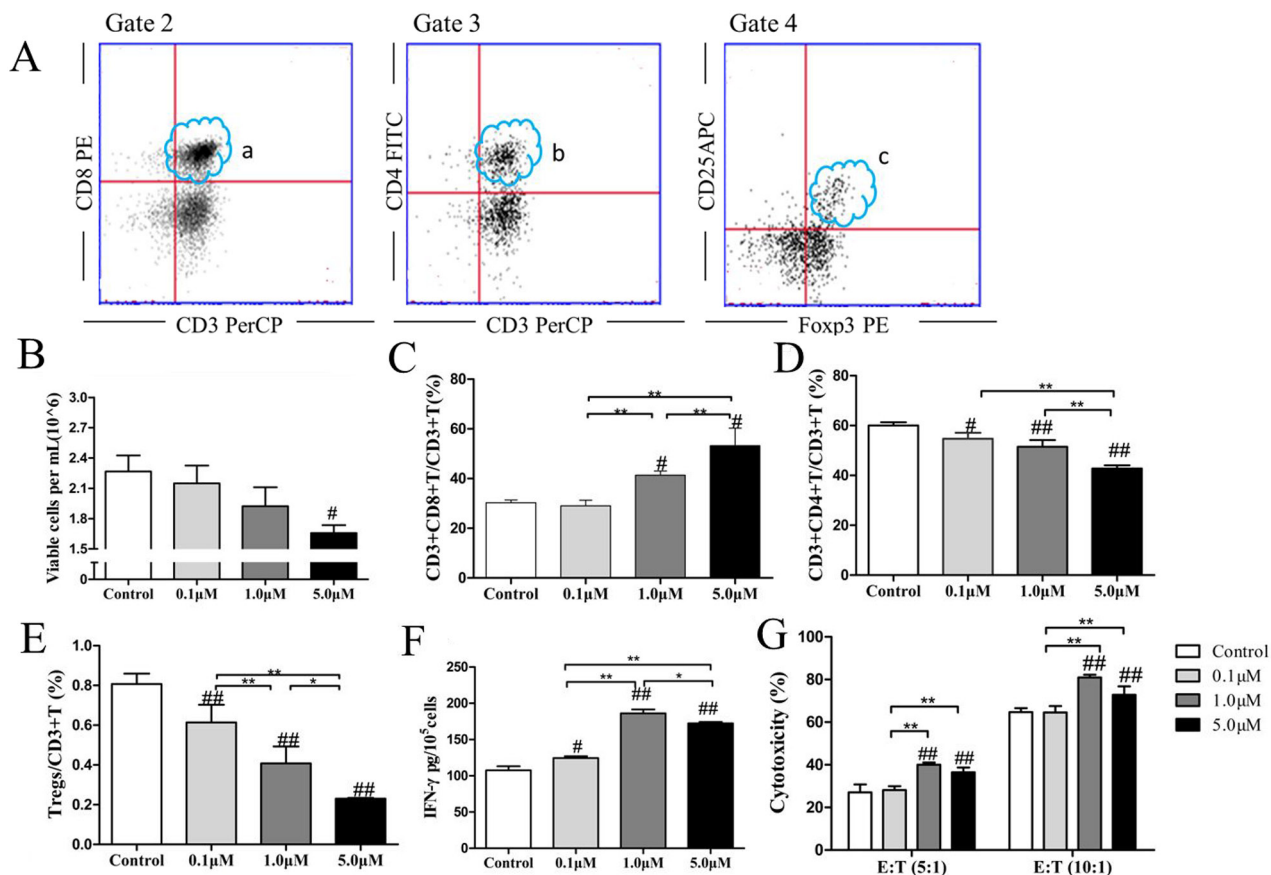 A
Gate 2
Gate 3
Gate 4
CD8 PE
a
CD3 PerCP
CD4 FITC
b
CD3 PerCP
CD25APC
c
Foxp3 PE
B
Viable cells per mL(10^6)
3.0
2.7
2.4
2.1
1.8
1.5
0
#
Control 0.1μM 1.0μM 5.0μM
C
CD3+CD8+T/CD3+T(%)
80
60
40
20
0
**
** **
# #
Control 0.1μM 1.0μM 5.0μM
D
CD3+CD4+T/CD3+T (%)
80
60
40
20
0
**
**
# ## ##
Control 0.1μM 1.0μM 5.0μM
E
Tregs/CD3+T (%)
1.0
0.8
0.6
0.4
0.2
0.0
**
** *
## ## ##
Control 0.1μM 1.0μM 5.0μM
F
IFN-γ pg/10⁵cells
250
200
150
100
50
0
**
** *
# ## ##
Control 0.1μM 1.0μM 5.0μM
G
Cytotoxicity (%)
100
80
60
40
20
0
**
**
## ##
**
**
## ##
E:T (5:1) E:T (10:1)
Control
0.1μM
1.0μM
5.0μM